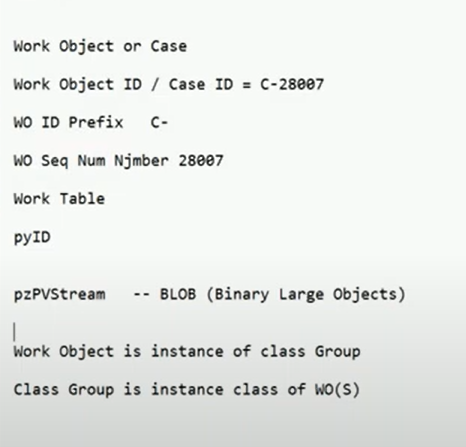 Work Object or Case
Work Object ID / Case ID = C-28007
WO ID Prefix   C-
WO Seq Num Njmber 28007
Work Table
pyID
pzPVStream   -- BLOB (Binary Large Objects)
Work Object is instance of class Group
Class Group is instance class of WO(S)